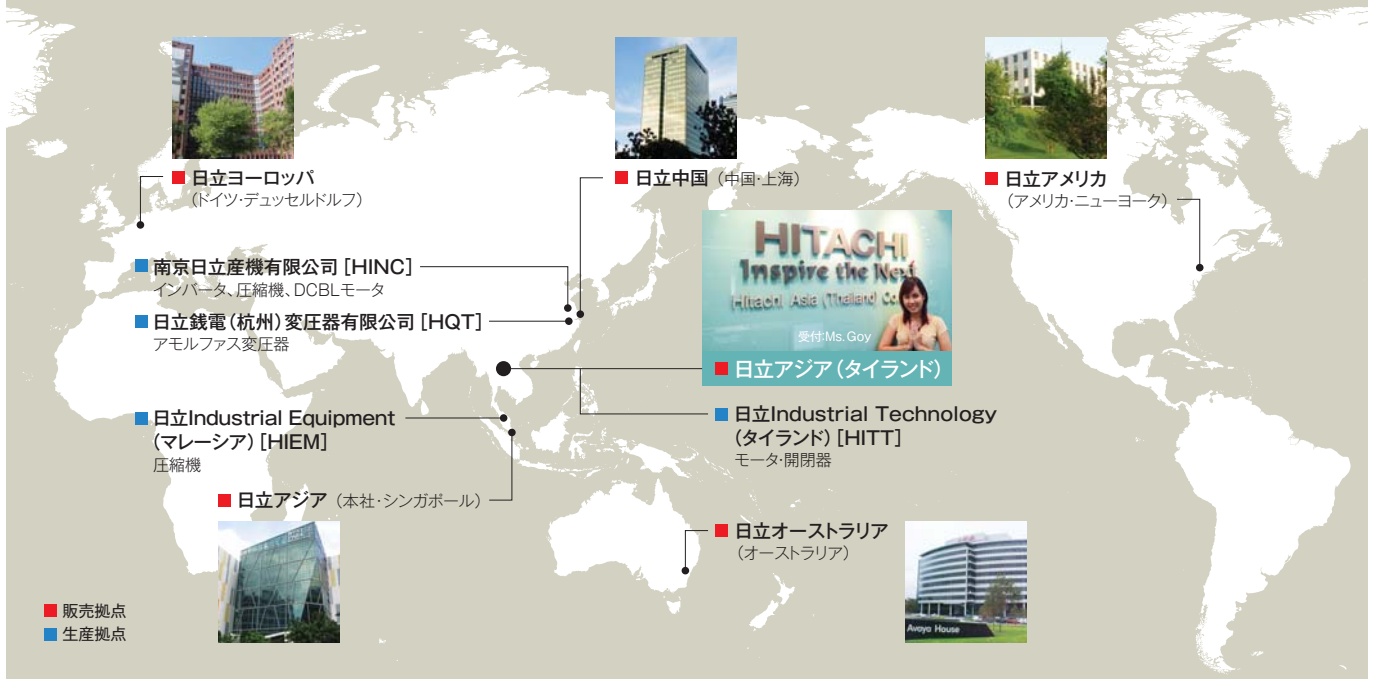 ■ 日立ヨーロッパ
(ドイツ・デュッセルドルフ)
■ 日立中国(中国・上海)
■ 日立アメリカ
(アメリカ・ニューヨーク)
■ 南京日立産機有限公司 [HINC]
インバータ、圧縮機、DCBLモータ
■ 日立銭電(杭州)変圧器有限公司 [HQT]
アモルファス変圧器
HITACHI
Inspire the Next
Hitachi Asia (Thailand) Co.
受付:Ms. Goy
■ 日立アジア(タイランド)
■ 日立Industrial Equipment
(マレーシア) [HIEM]
圧縮機
■ 日立Industrial Technology
(タイランド) [HITT]
モータ・開閉器
■ 日立アジア(本社・シンガポール)
■ 日立オーストラリア
(オーストラリア)
Avaya House
■ 販売拠点
■ 生産拠点